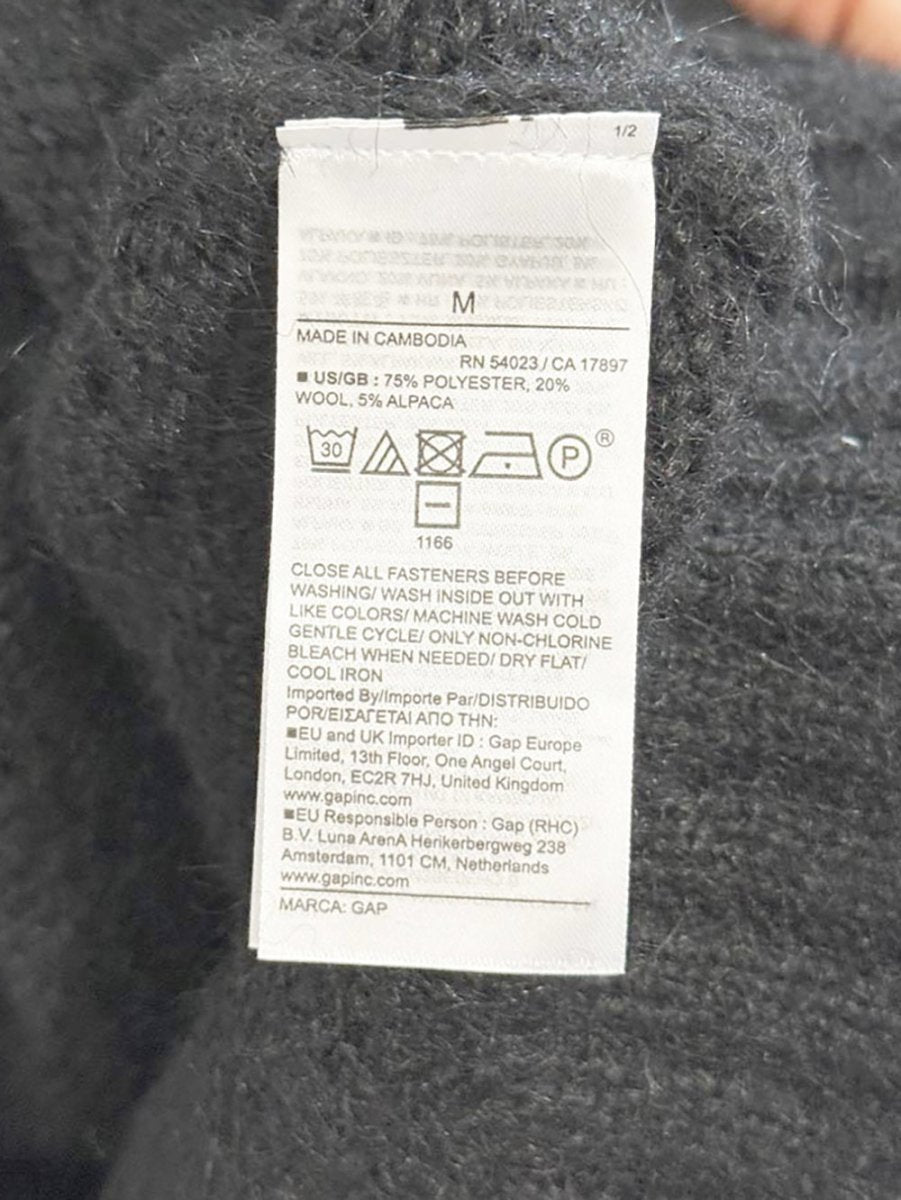 1/2
M
MADE IN CAMBODIA
RN 54023 / CA 17897
■ US/GB : 75% POLYESTER, 20%
WOOL, 5% ALPACA
30 P ®
1166
CLOSE ALL FASTENERS BEFORE
WASHING/ WASH INSIDE OUT WITH
LIKE COLORS/ MACHINE WASH COLD
GENTLE CYCLE/ ONLY NON-CHLORINE
BLEACH WHEN NEEDED/ DRY FLAT/
COOL IRON
Imported By/Importe Par/DISTRIBUIDO
POR/ΕΙΣΑΓΕΤΑΙ ΑΠΟ ΤΗΝ:
■EU and UK Importer ID : Gap Europe
Limited, 13th Floor, One Angel Court,
London, EC2R 7HJ, United Kingdom
www.gapinc.com
■EU Responsible Person : Gap (RHC)
B.V. Luna ArenA Herikerbergweg 238
Amsterdam, 1101 CM, Netherlands
www.gapinc.com
MARCA: GAP